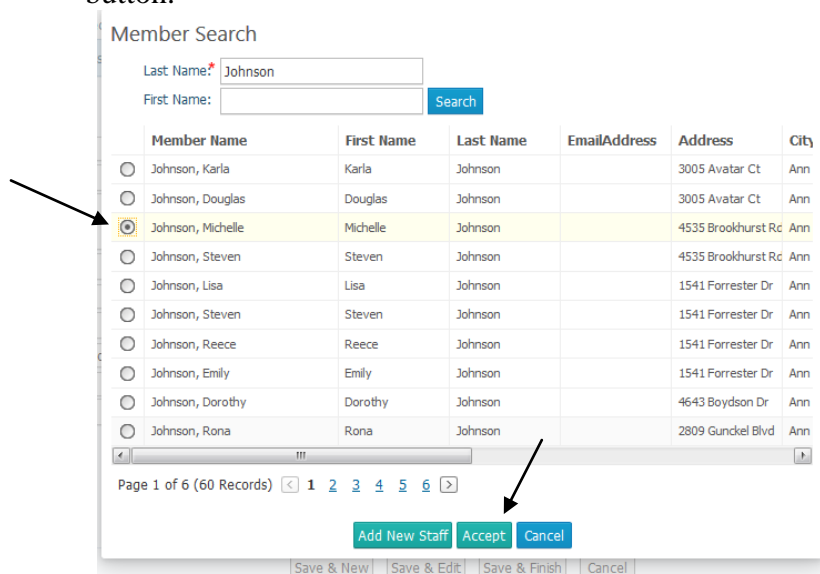 button.
Member Search
Last Name:* Johnson
First Name: Search
Member Name First Name Last Name EmailAddress Address City
Johnson, Karla Karla Johnson 3005 Avatar Ct Ann
Johnson, Douglas Douglas Johnson 3005 Avatar Ct Ann
Johnson, Michelle Michelle Johnson 4535 Brookhurst Rd Ann
Johnson, Steven Steven Johnson 4535 Brookhurst Rd Ann
Johnson, Lisa Lisa Johnson 1541 Forrester Dr Ann
Johnson, Steven Steven Johnson 1541 Forrester Dr Ann
Johnson, Reece Reece Johnson 1541 Forrester Dr Ann
Johnson, Emily Emily Johnson 1541 Forrester Dr Ann
Johnson, Dorothy Dorothy Johnson 4643 Boydson Dr Ann
Johnson, Rona Rona Johnson 2809 Gunckel Blvd Ann
Page 1 of 6 (60 Records) < 1 2 3 4 5 6 >
Add New Staff Accept Cancel
Save & New Save & Edit Save & Finish Cancel